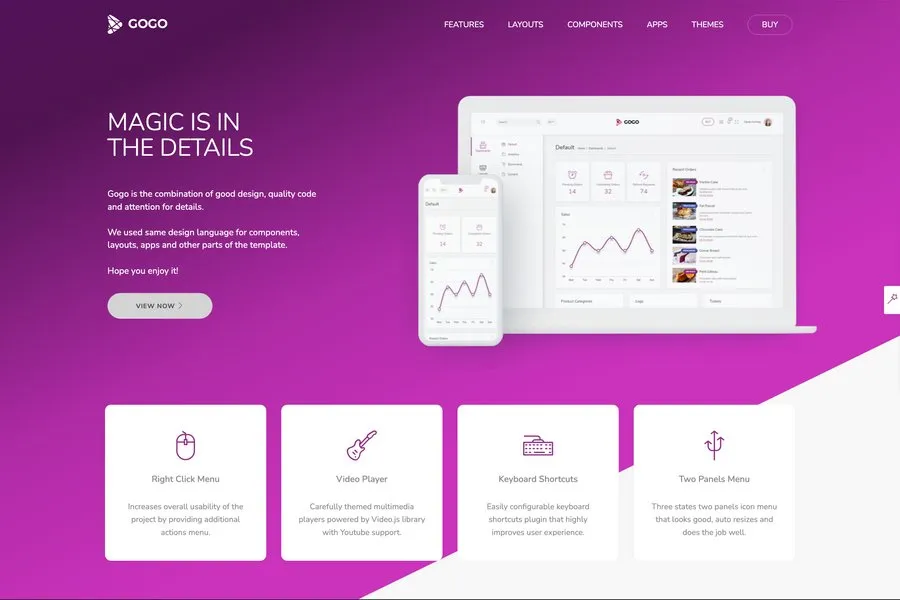 GOGO
FEATURES
LAYOUTS
COMPONENTS
APPS
THEMES
BUY
MAGIC IS IN
THE DETAILS
Gogo is the combination of good design, quality code
and attention for details.
We used same design language for components,
layouts, apps and other parts of the template.
Hope you enjoy it!
VIEW NOW
GOGO
Default
Recent Orders
14
32
74
Sales
Product Categories
Logs
Tickets
Default
14
32
Sales
Right Click Menu
Increases overall usability of the
project by providing additional
actions menu.
Video Player
Carefully themed multimedia
players powered by Video.js library
with Youtube support.
Keyboard Shortcuts
Easily configurable keyboard
shortcuts plugin that highly
improves user experience.
Two Panels Menu
Three states two panels icon menu
that looks good, auto resizes and
does the job well.